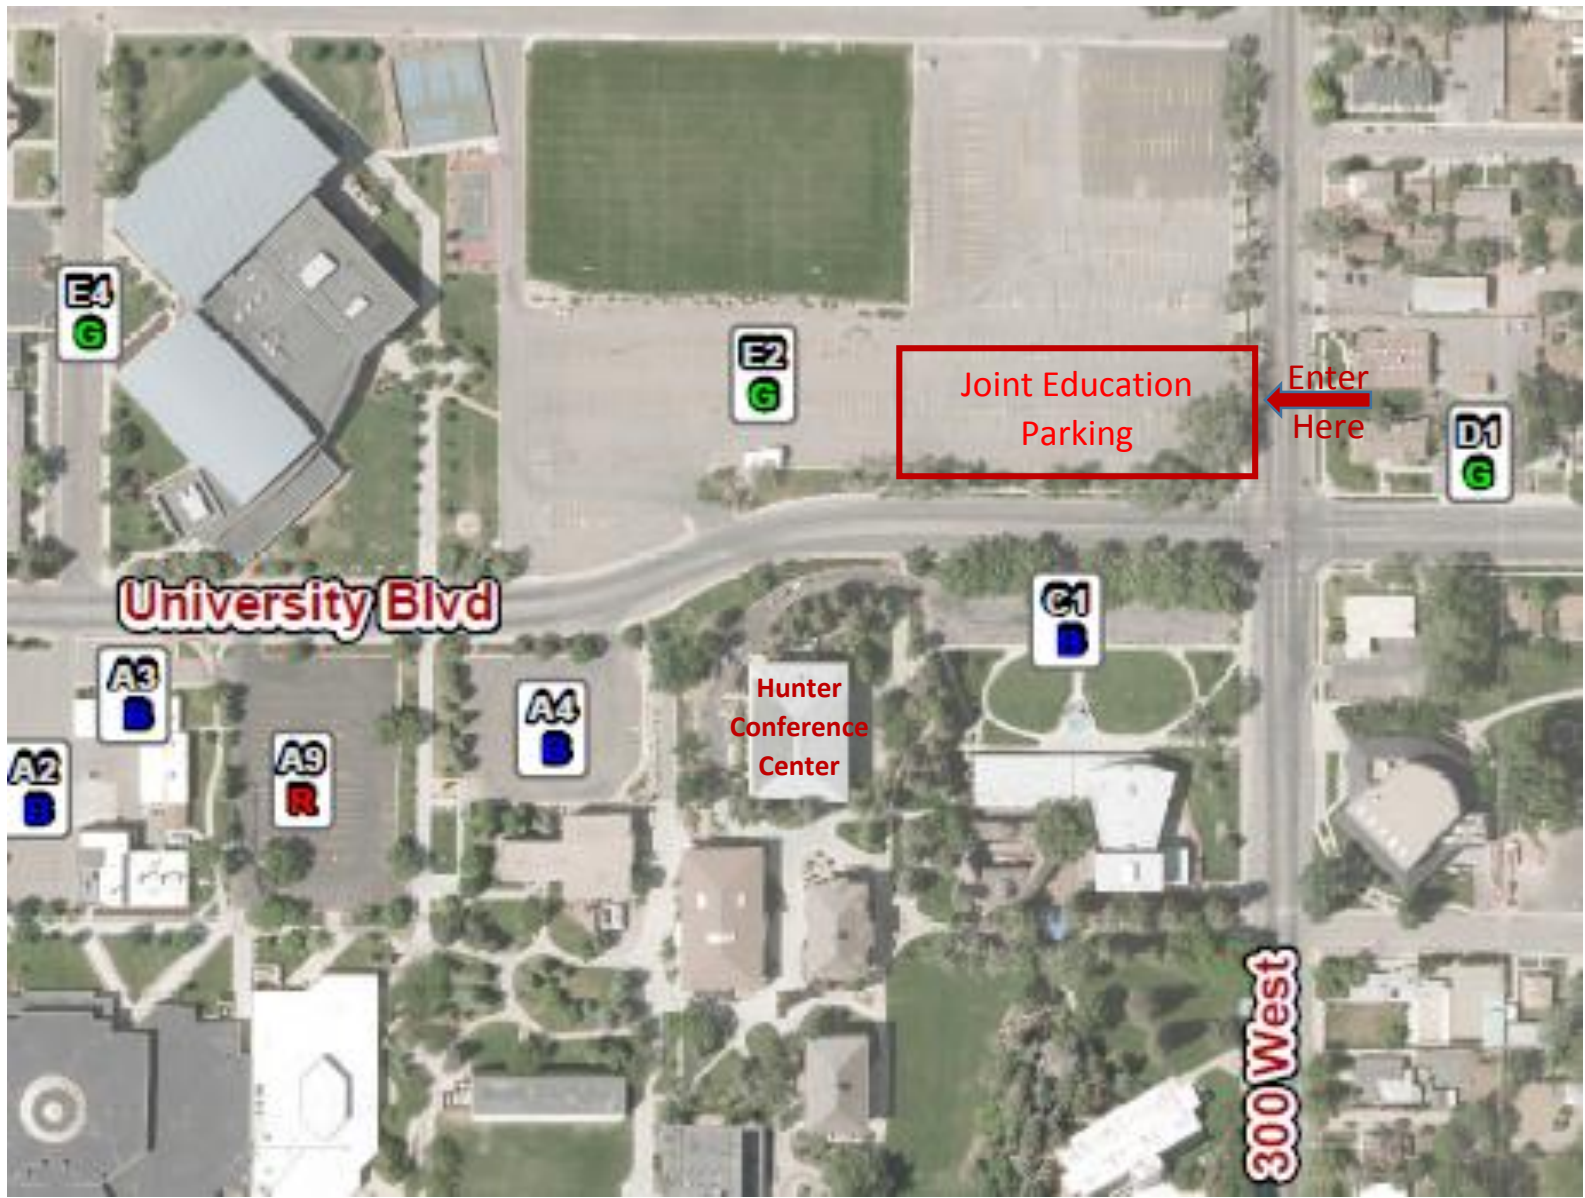 E4
G
E2
G
Joint Education
Parking
Enter
Here
D1
G
University Blvd
C1
B
A3
B
A4
B
Hunter
Conference
Center
A2
B
A9
R
300 West